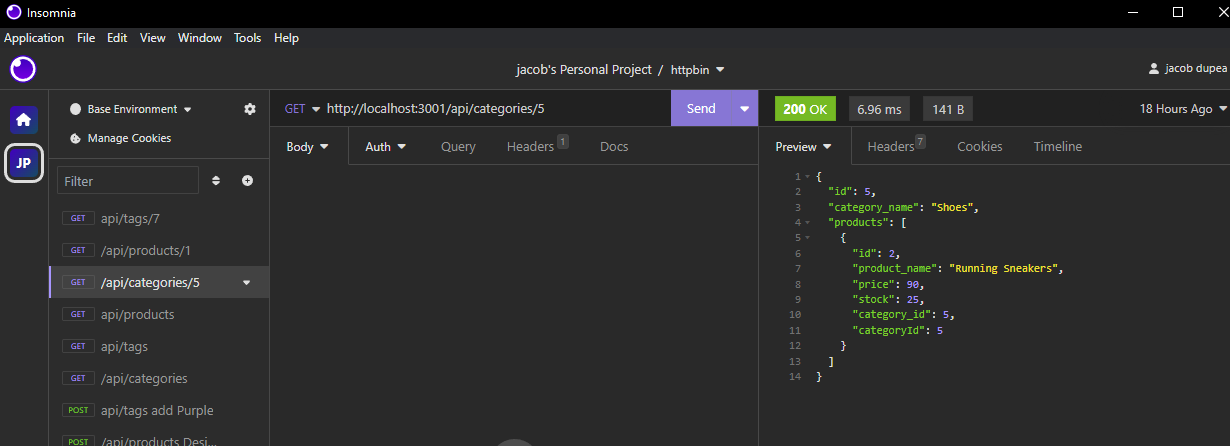 Insomnia
Application File Edit View Window Tools Help
jacob's Personal Project / httpbin
jacob dupea
Base Environment
Manage Cookies
JP
Filter
GET api/tags/7
GET /api/products/1
GET /api/categories/5
GET api/products
GET api/tags
GET /api/categories
POST api/tags add Purple
POST /api/products Desi...
GET http://localhost:3001/api/categories/5 Send
Body Auth Query Headers 1 Docs
200 OK 6.96 ms 141 B 18 Hours Ago
Preview Headers 7 Cookies Timeline
1 {
2 "id": 5,
3 "category_name": "Shoes",
4 "products": [
5 {
6 "id": 2,
7 "product_name": "Running Sneakers",
8 "price": 90,
9 "stock": 25,
10 "category_id": 5,
11 "categoryId": 5
12 }
13 ]
14 }